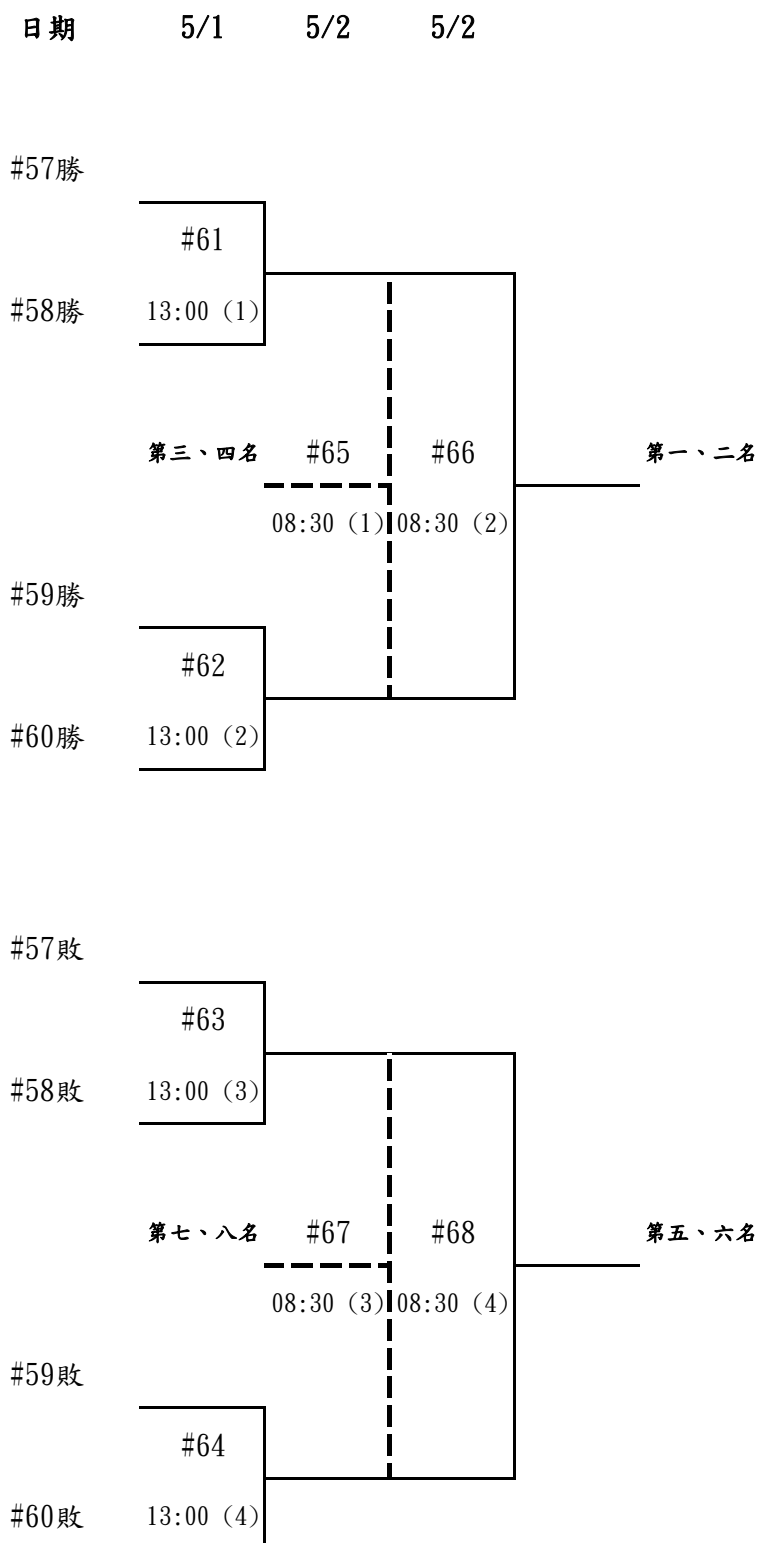 日期 5/1 5/2 5/2
#57勝
#61
#58勝 13:00 (1)
第三、四名 #65 #66 第一、二名
08:30 (1) 08:30 (2)
#59勝
#62
#60勝 13:00 (2)
#57敗
#63
#58敗 13:00 (3)
第七、八名 #67 #68 第五、六名
08:30 (3) 08:30 (4)
#59敗
#64
#60敗 13:00 (4)